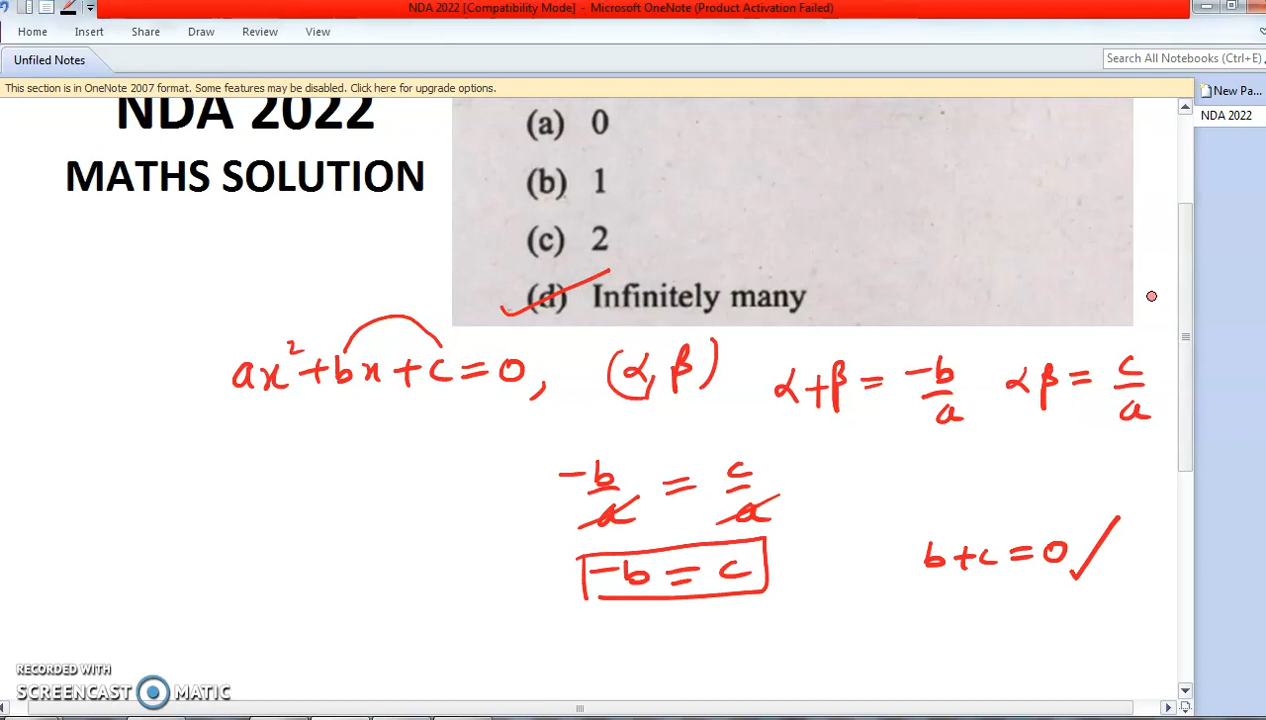 NDA 2022 [Compatibility Mode] - Microsoft OneNote (Product Activation Failed)
Home Insert Share Draw Review View
Unfiled Notes
Search All Notebooks (Ctrl+E)
This section is in OneNote 2007 format. Some features may be disabled. Click here for upgrade options.
New Pa...
NDA 2022
NDA 2022
MATHS SOLUTION
(a) 0
(b) 1
(c) 2
(d) Infinitely many
ax²+bx+c=0, (α, β) α+β = -b/a αβ = c/a
-b/a = c/a
-b = c
b+c=0
RECORDED WITH
SCREENCAST MATIC